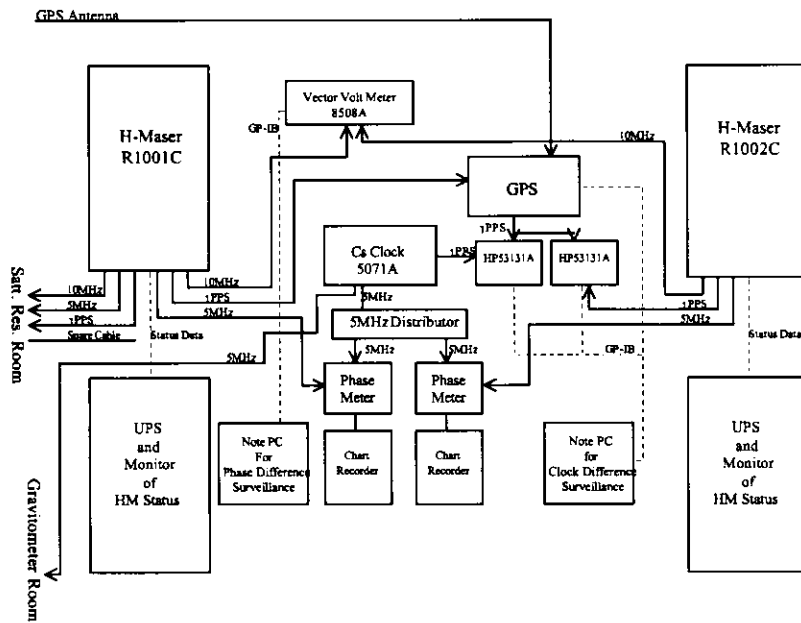 GPS Antenna
Vector Volt Meter
8508A
GP-IB
H-Maser
R1001C
H-Maser
R1002C
10MHz
GPS
1PPS
Cs Clock
5071A
1PPS
HP53131A
HP53131A
10MHz
5MHz
1PPS
Spare Cable
Satt. Res. Room
10MHz
1PPS
5MHz
Status Data
5MHz
5MHz
5MHz Distributor
5MHz
5MHz
1PPS
5MHz
GP-IB
Status Data
Phase
Meter
Phase
Meter
UPS
and
Monitor
of
HM Status
Note PC
For
Phase Difference
Surveillance
Chart
Recorder
Chart
Recorder
Note PC
for
Clock Difference
Surveillance
UPS
and
Monitor
of
HM Status
Gravitometer Room